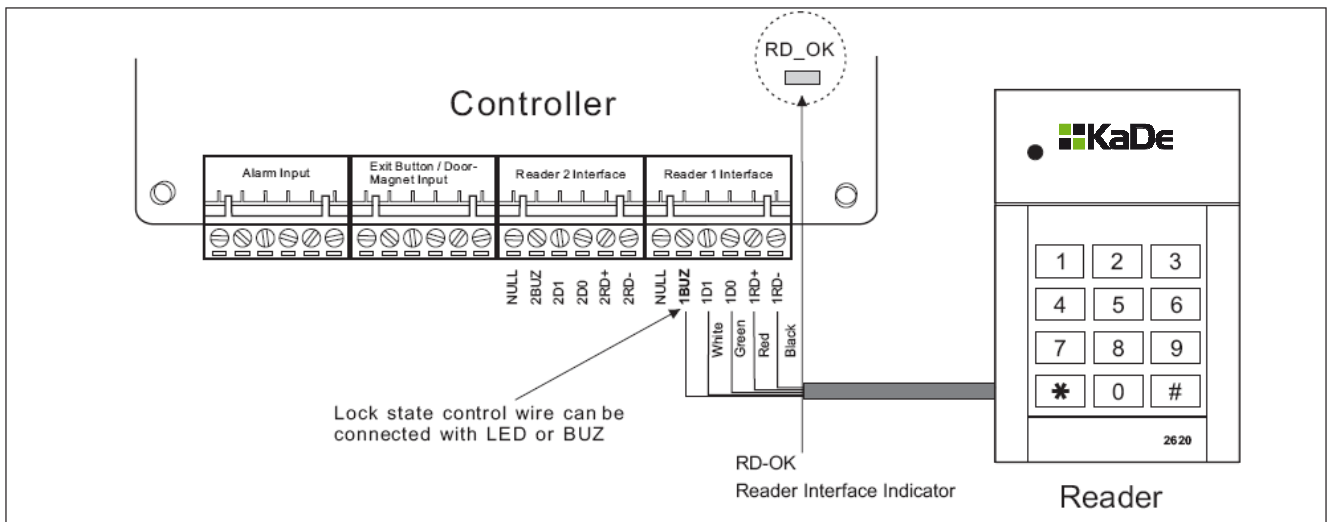 RD_OK
Controller
KaDe
Alarm Input
Exit Button / Door-
Magnet Input
Reader 2 Interface
Reader 1 Interface
NULL
2BUZ
2D1
2D0
2RD+
2RD-
NULL
1BUZ
1D1
1D0
1RD+
1RD-
White
Green
Red
Black
1 2 3
4 5 6
7 8 9
* 0 #
2620
Lock state control wire can be
connected with LED or BUZ
RD-OK
Reader Interface Indicator
Reader